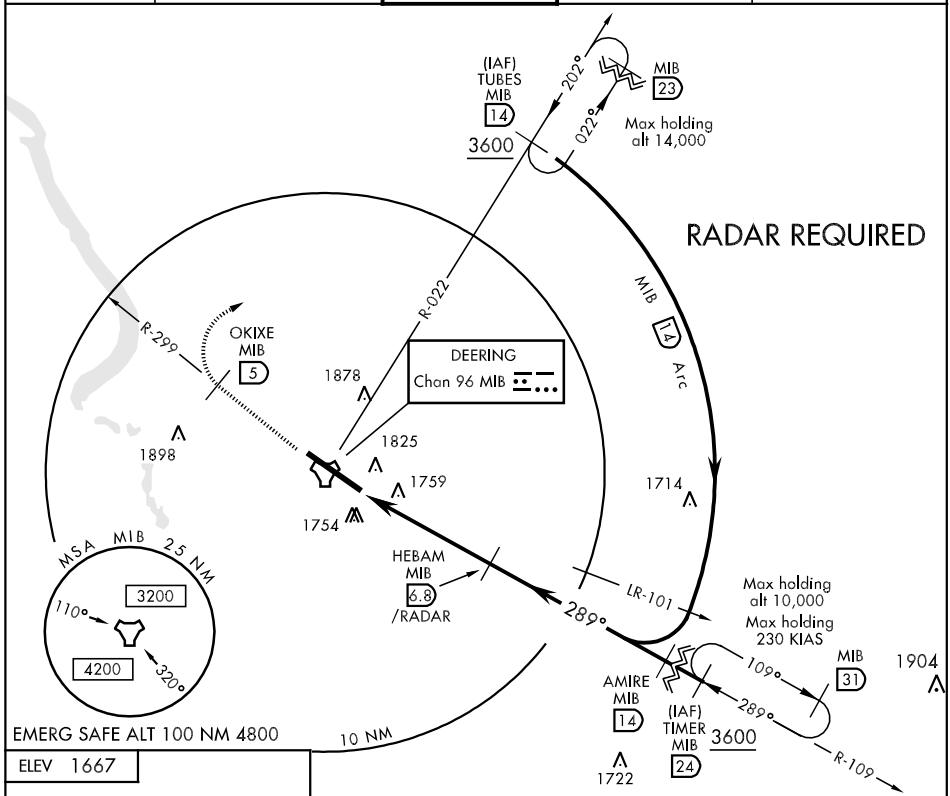 (IAF)
TUBES
MIB
14
3600
202°
022°
MIB
23
Max holding
alt 14,000
RADAR REQUIRED
MIB 14 Arc
R-022
R-299
OKIXE
MIB
5
DEERING
Chan 96 MIB
1878
1898
1825
1759
1754
1714
HEBAM
MIB
6.8
/RADAR
LR-101
289°
Max holding
alt 10,000
Max holding
230 KIAS
109°
289°
MIB
31
1904
AMIRE
MIB
14
(IAF)
TIMER
MIB
24
3600
1722
R-109
MSA MIB 25 NM
110°
3200
4200
320°
EMERG SAFE ALT 100 NM 4800
10 NM
ELEV 1667